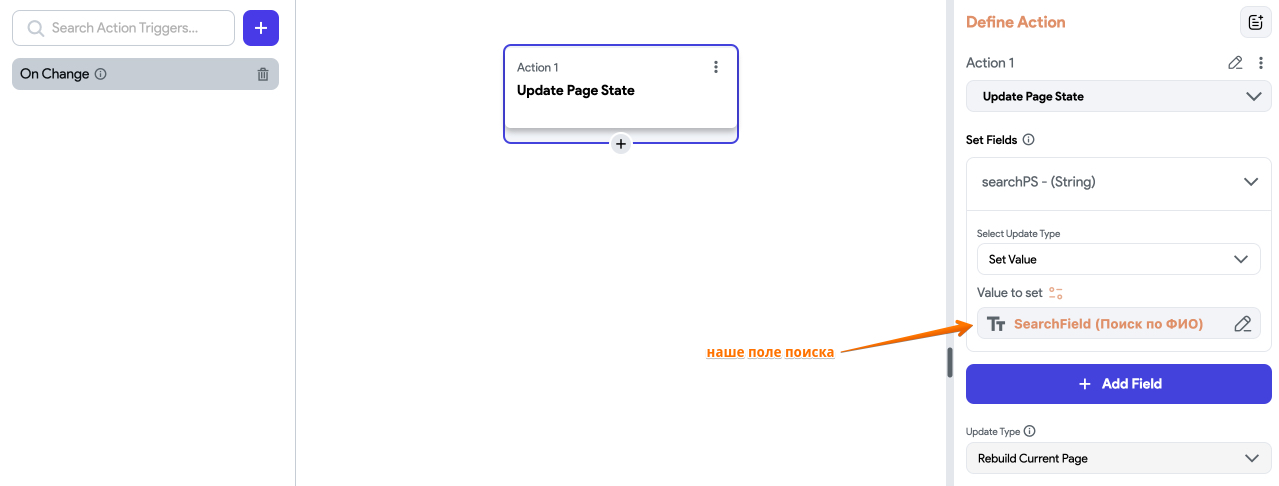 Search Action Triggers...
On Change
Action 1
Update Page State
наше поле поиска
Define Action
Action 1
Update Page State
Set Fields
searchPS - (String)
Select Update Type
Set Value
Value to set
SearchField (Поиск по ФИО)
Add Field
Update Type
Rebuild Current Page